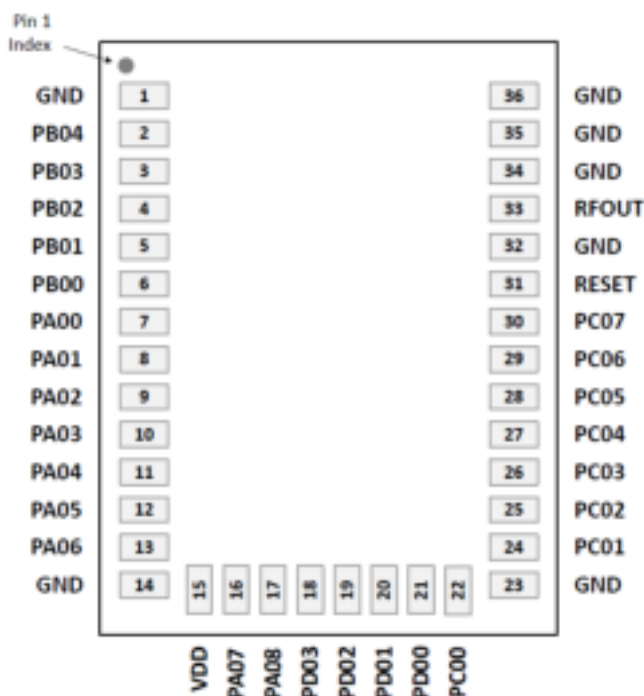 Pin 1
Index
GND 1 36 GND
PB04 2 35 GND
PB03 3 34 GND
PB02 4 33 RFOUT
PB01 5 32 GND
PB00 6 31 RESET
PA00 7 30 PC07
PA01 8 29 PC06
PA02 9 28 PC05
PA03 10 27 PC04
PA04 11 26 PC03
PA05 12 25 PC02
PA06 13 24 PC01
GND 14 15 16 17 18 19 20 21 22 23 GND
VDD PA07 PA08 PD03 PD02 PD01 PD00 PC00